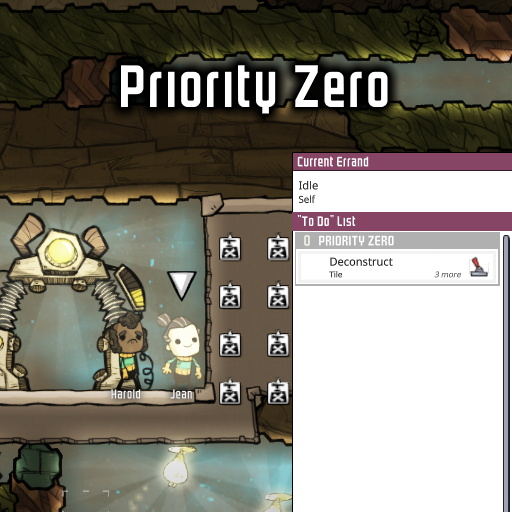 Priority Zero
Current Errand
Idle
Self
"To Do" List
0 PRIORITY ZERO
Deconstruct
Tile 3 more
Harold Jean